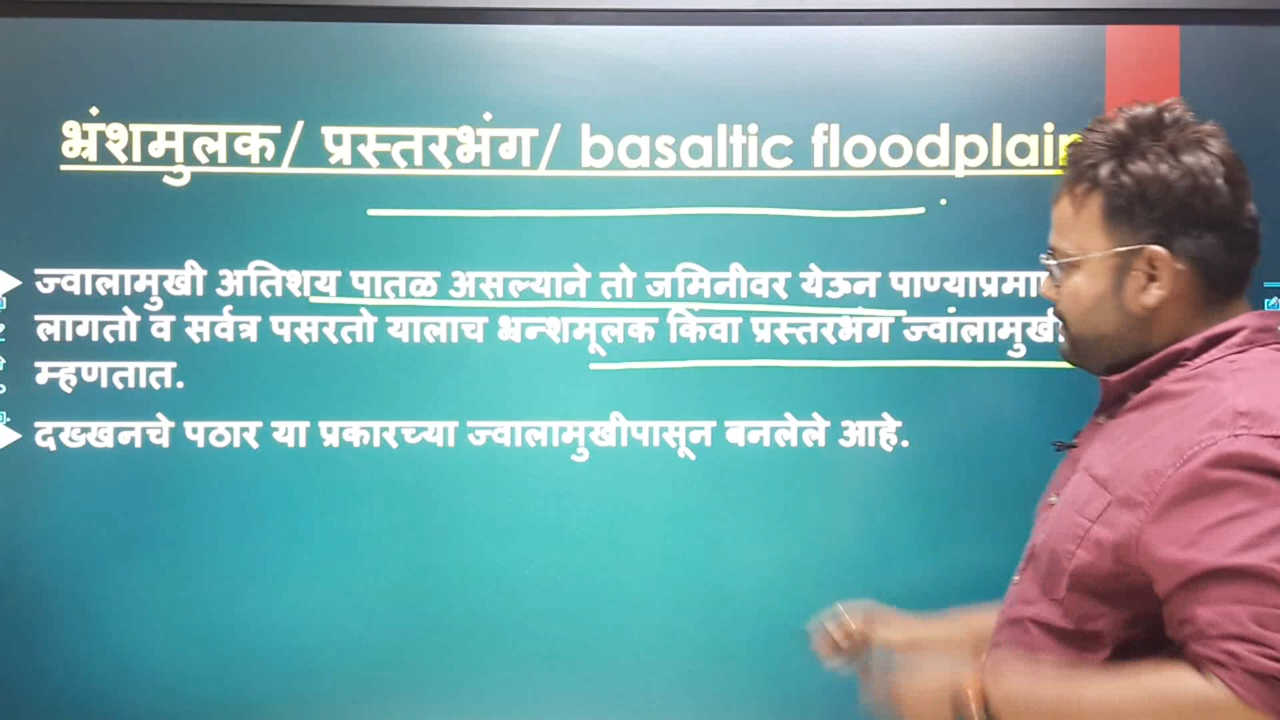 भ्रंशमुलक/ प्रस्तरभंग/ basaltic floodplain
ज्वालामुखी अतिशय पातळ असल्याने तो जमिनीवर येऊन
लागतो व सर्वत्र पसरतो यालाच भ्रन्शमूलक किंवा प्रस्तरभंग ज्वालामुखी
म्हणतात.
दख्खनचे पठार या प्रकारच्या ज्वालामुखीपासून बनलेले आहे.